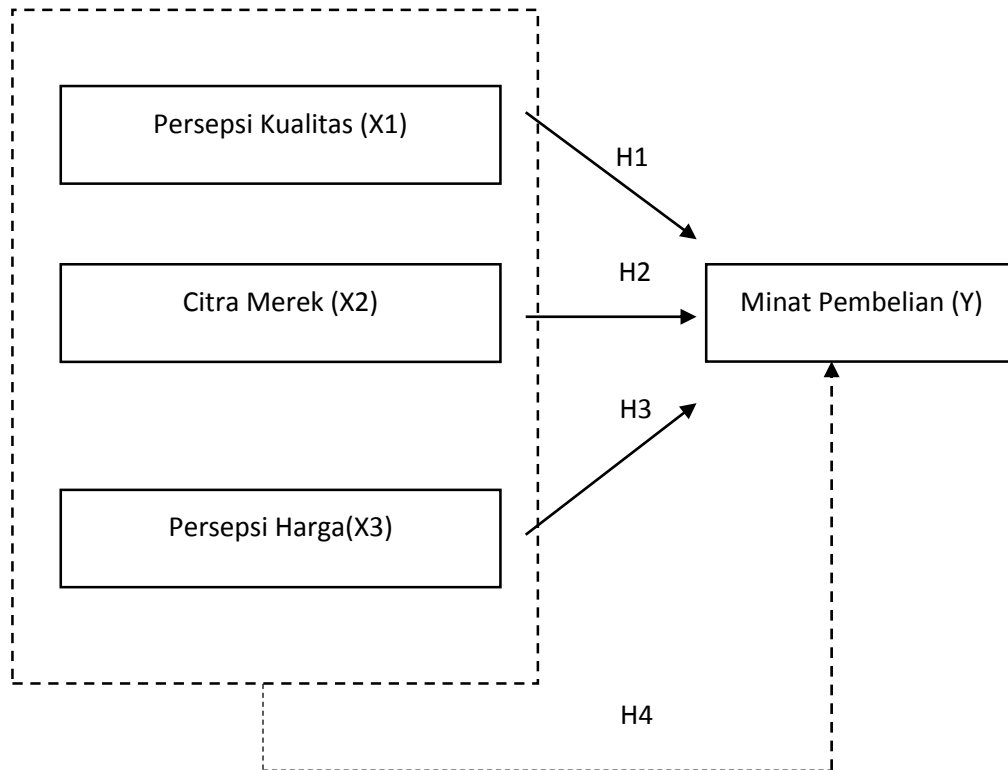 Persepsi Kualitas (X1)
H1
H2
Citra Merek (X2)
Minat Pembelian (Y)
H3
Persepsi Harga(X3)
H4